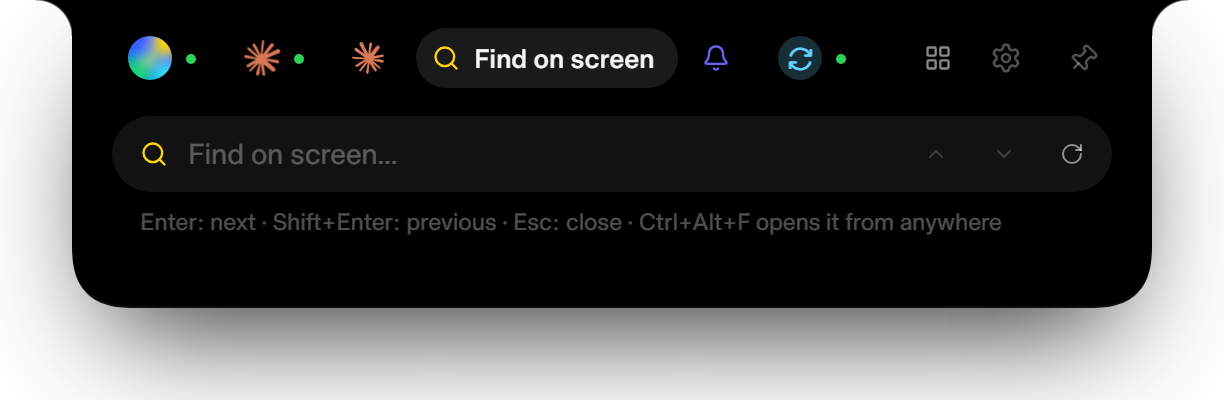 Find on screen
Find on screen...
Enter: next · Shift+Enter: previous · Esc: close · Ctrl+Alt+F opens it from anywhere